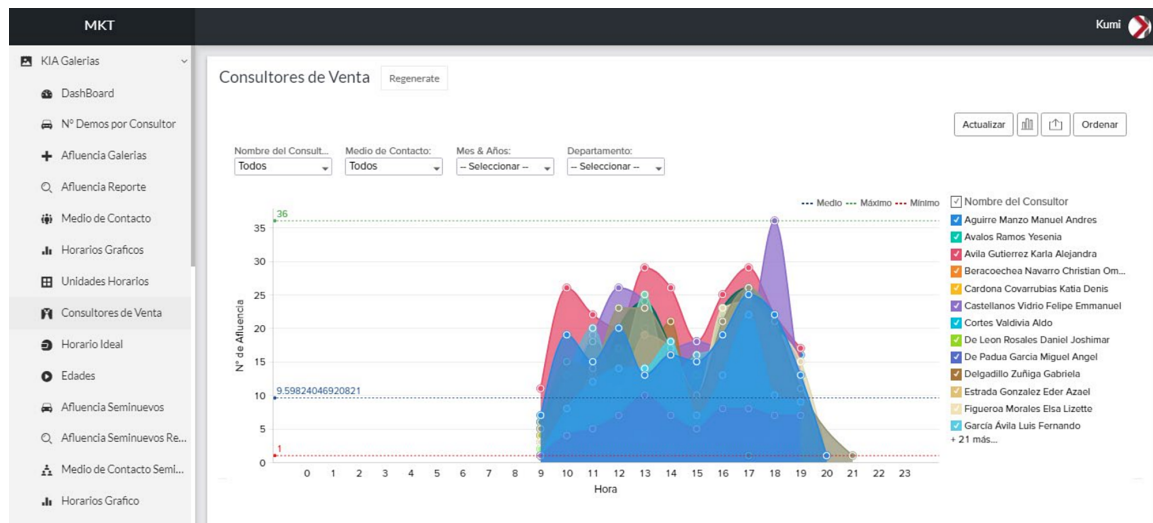 MKT
Kumi
KIA Galerias
DashBoard
N° Demos por Consultor
Afluencia Galerias
Afluencia Reporte
Medio de Contacto
Horarios Graficos
Unidades Horarios
Consultores de Venta
Horario Ideal
Edades
Afluencia Seminuevos
Afluencia Seminuevos Re...
Medio de Contacto Semi...
Horarios Grafico
Consultores de Venta
Regenerate
Actualizar
Ordenar
Nombre del Consult...
Medio de Contacto:
Mes & Años:
Departamento:
Todos
Todos
-- Seleccionar --
-- Seleccionar --
Medio
Máximo
Mínimo
N° de Afluencia
36
35
30
25
20
15
10
5
0
9.59824046920821
1
0 1 2 3 4 5 6 7 8 9 10 11 12 13 14 15 16 17 18 19 20 21 22 23
Hora
Nombre del Consultor
Aguirre Manzo Manuel Andres
Avalos Ramos Yesenia
Avila Gutierrez Karla Alejandra
Beracoechea Navarro Christian Om...
Cardona Covarrubias Katia Denis
Castellanos Vidrio Felipe Emmanuel
Cortes Valdivia Aldo
De Leon Rosales Daniel Joshimar
De Padua Garcia Miguel Angel
Delgadillo Zuñiga Gabriela
Estrada Gonzalez Eder Azael
Figueroa Morales Elsa Lizette
García Ávila Luis Fernando
+ 21 más...